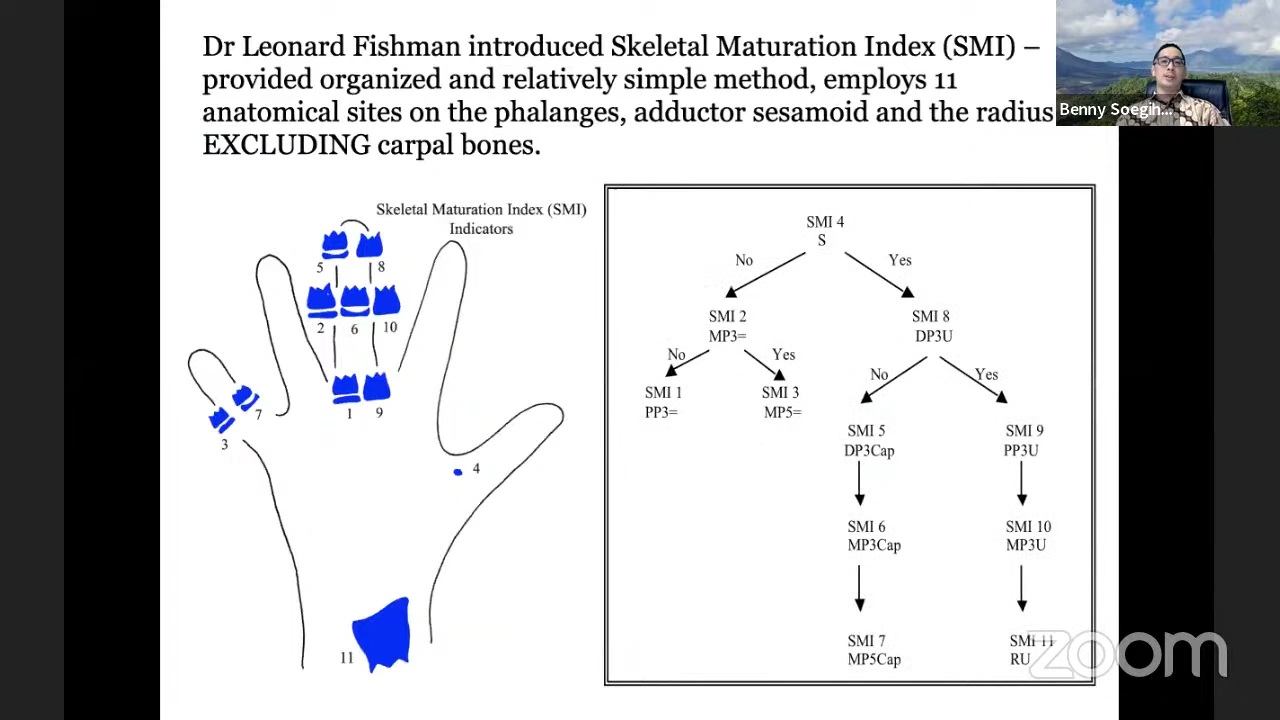 Dr Leonard Fishman introduced Skeletal Maturation Index (SMI) –
provided organized and relatively simple method, employs 11
anatomical sites on the phalanges, adductor sesamoid and the radius
EXCLUDING carpal bones.
Benny Soegih...
Skeletal Maturation Index (SMI)
Indicators
5 8
2 6 10
1 9
7
3
4
11
SMI 4
S
No Yes
SMI 2 SMI 8
MP3= DP3U
No Yes
No Yes
SMI 1 SMI 3
PP3= MP5=
SMI 5 SMI 9
DP3Cap PP3U
SMI 6 SMI 10
MP3Cap MP3U
SMI 7 SMI 11
MP5Cap RU
zoom